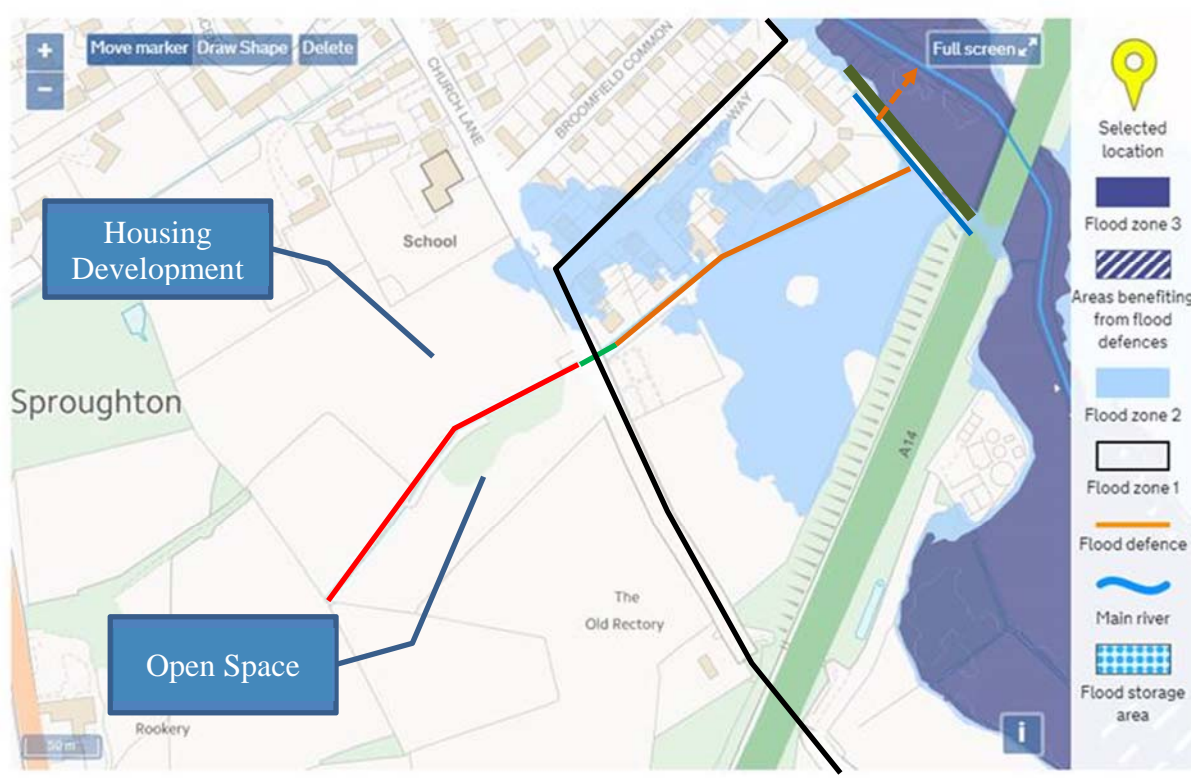 +
−
Move marker
Draw Shape
Delete
Full screen
CHURCH LANE
BROOMFIELD COMMON
WAY
School
Housing
Development
Sproughton
A14
The
Old Rectory
Open Space
Rookery
50 m
i
Selected
location
Flood zone 3
Areas benefiting
from flood
defences
Flood zone 2
Flood zone 1
Flood defence
Main river
Flood storage
area